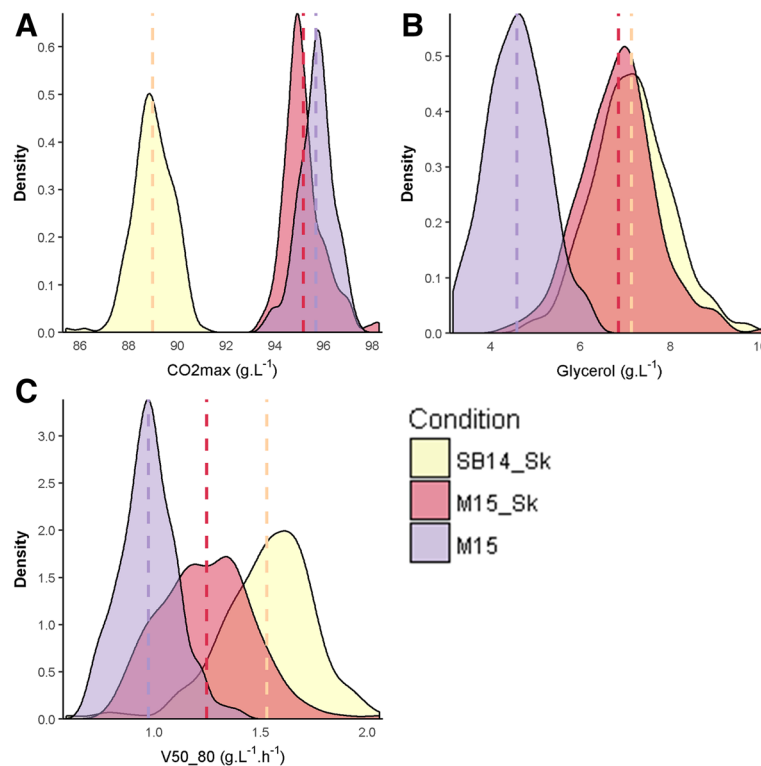 A
B
0.6
0.5
0.4
0.3
0.2
0.1
0.0
Density
86 88 90 92 94 96 98
CO2max (g.L⁻¹)
0.5
0.4
0.3
0.2
0.1
0.0
Density
4 6 8 10
Glycerol (g.L⁻¹)
C
3.0
2.5
2.0
1.5
1.0
0.5
0.0
Density
1.0 1.5 2.0
V50_80 (g.L⁻¹.h⁻¹)
Condition
SB14_Sk
M15_Sk
M15